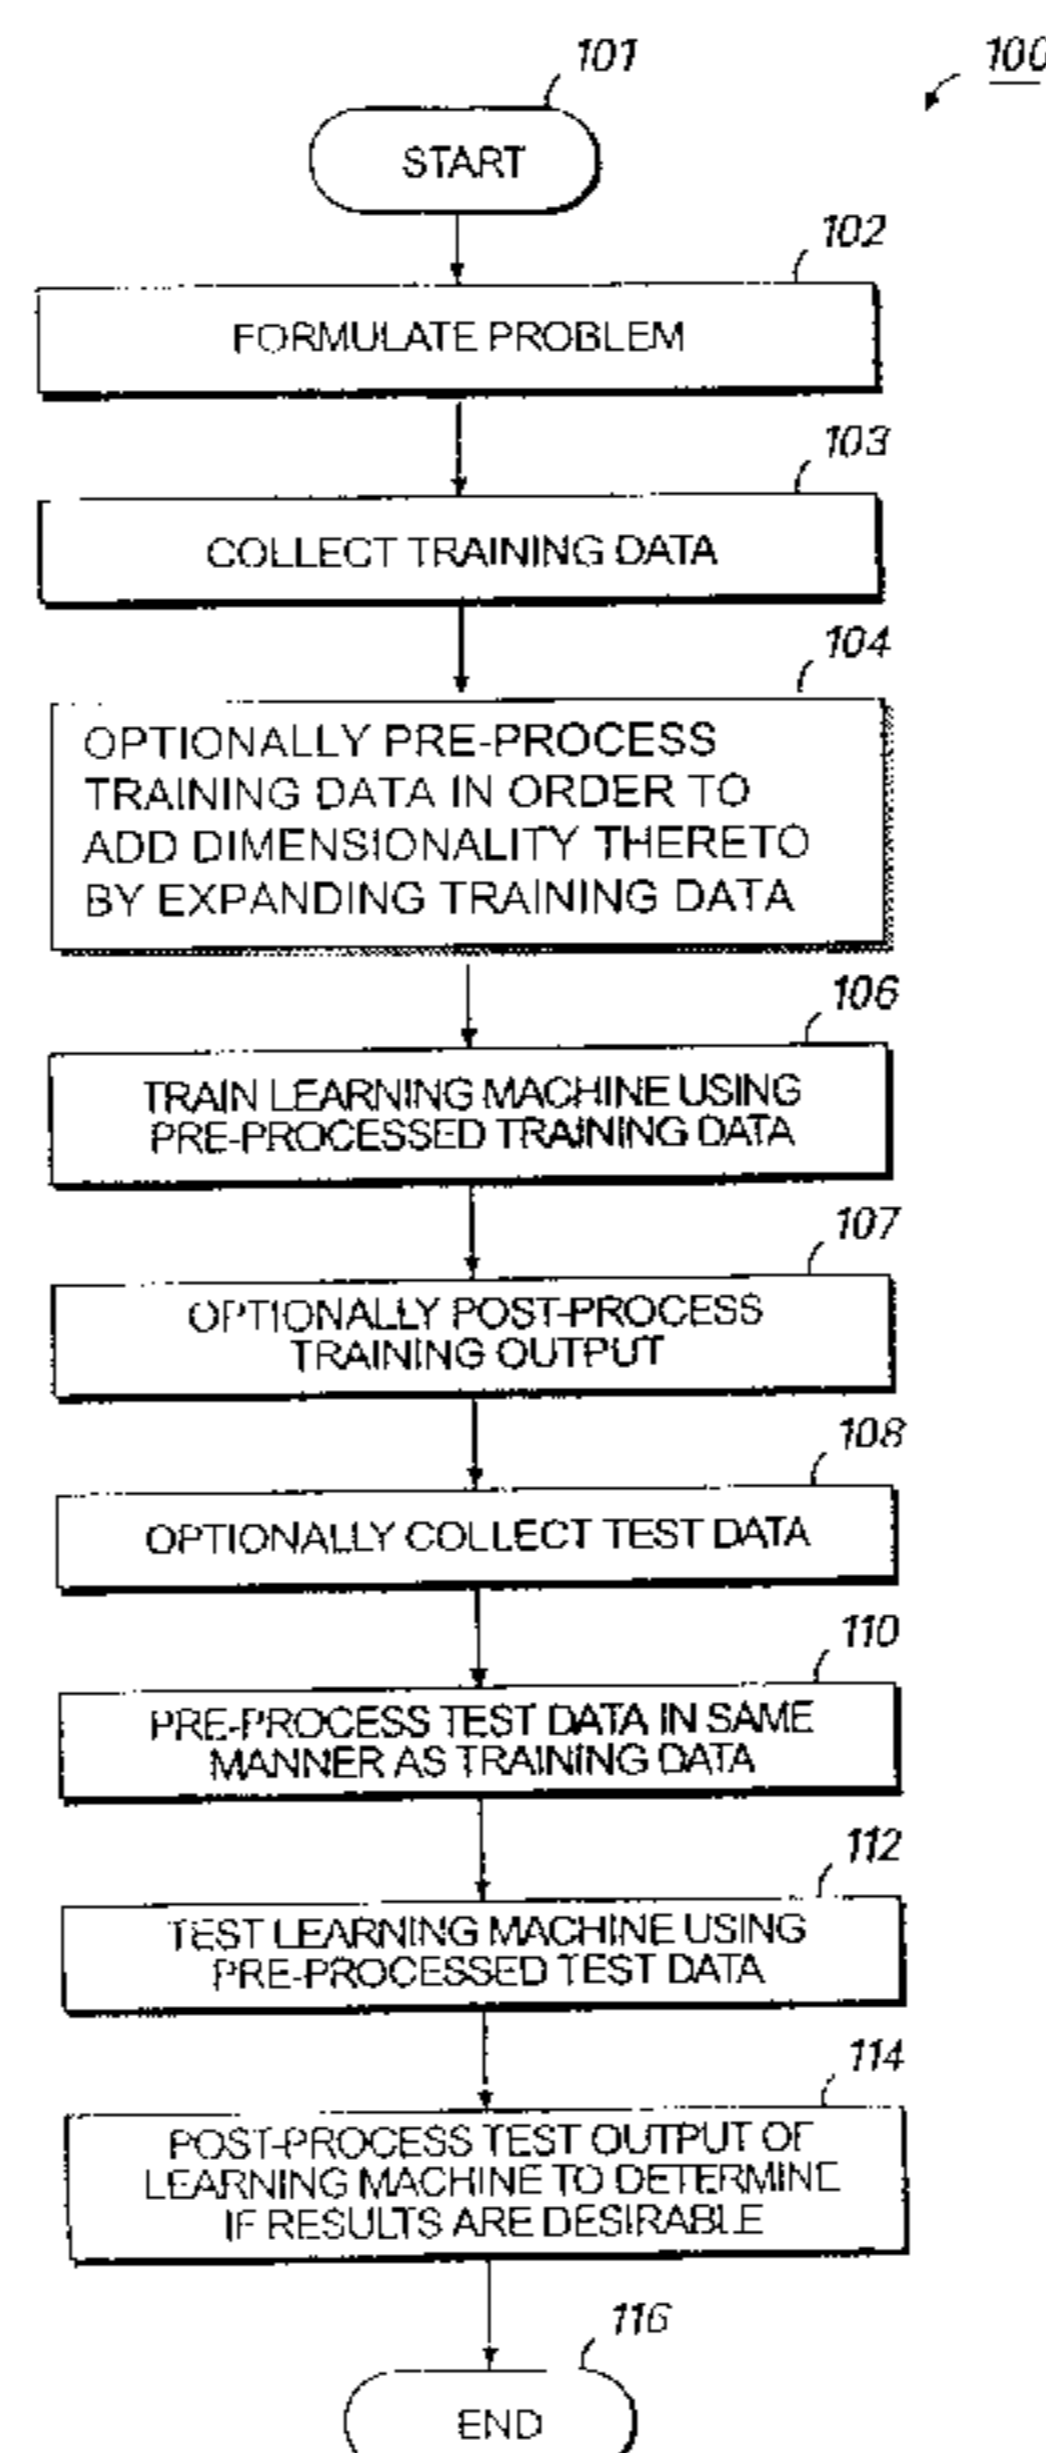 101
100
START
102
FORMULATE PROBLEM
103
COLLECT TRAINING DATA
104
OPTIONALLY PRE-PROCESS
TRAINING DATA IN ORDER TO
ADD DIMENSIONALITY THERETO
BY EXPANDING TRAINING DATA
106
TRAIN LEARNING MACHINE USING
PRE-PROCESSED TRAINING DATA
107
OPTIONALLY POST-PROCESS
TRAINING OUTPUT
108
OPTIONALLY COLLECT TEST DATA
110
PRE-PROCESS TEST DATA IN SAME
MANNER AS TRAINING DATA
112
TEST LEARNING MACHINE USING
PRE-PROCESSED TEST DATA
114
POST-PROCESS TEST OUTPUT OF
LEARNING MACHINE TO DETERMINE
IF RESULTS ARE DESIRABLE
116
END